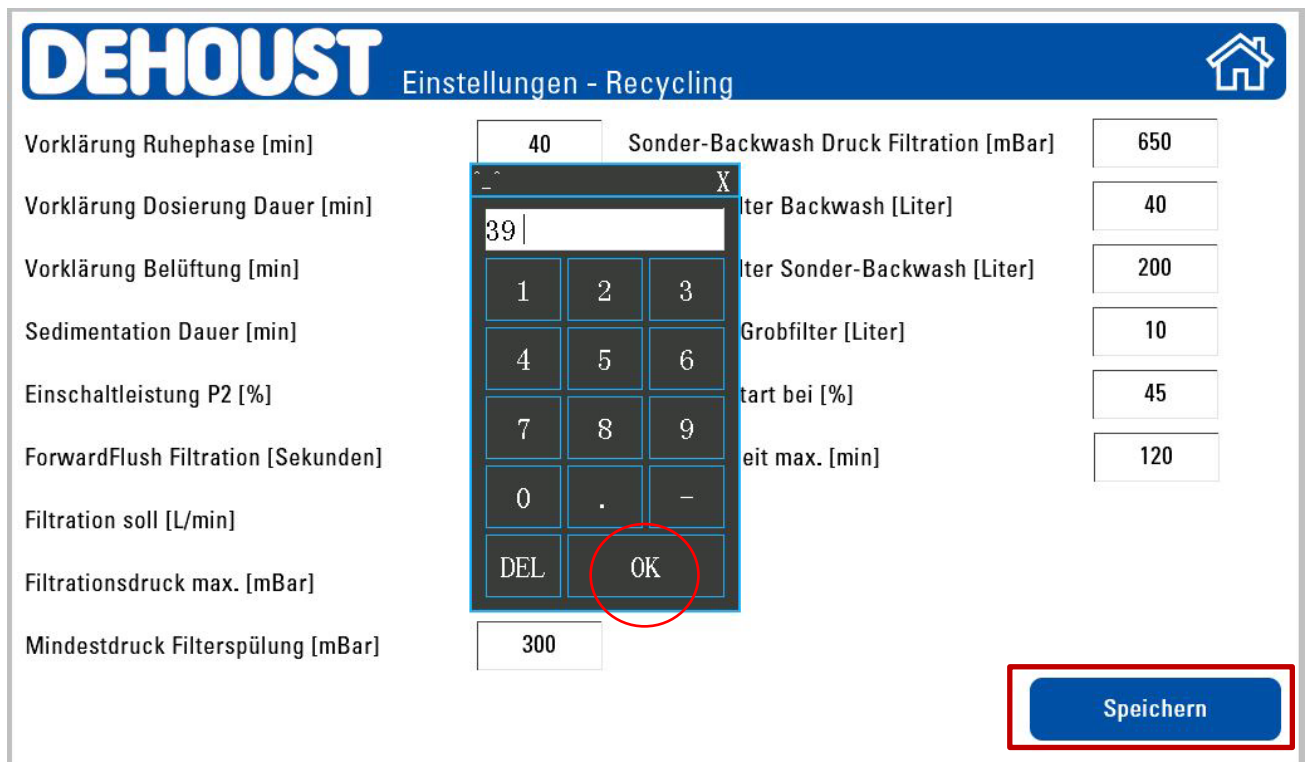 DEHOUST Einstellungen - Recycling
Vorklärung Ruhephase [min] 40 Sonder-Backwash Druck Filtration [mBar] 650
^_^ X
Vorklärung Dosierung Dauer [min] lter Backwash [Liter] 40
39
Vorklärung Belüftung [min] lter Sonder-Backwash [Liter] 200
1 2 3
Sedimentation Dauer [min] Grobfilter [Liter] 10
4 5 6
Einschaltleistung P2 [%] tart bei [%] 45
7 8 9
ForwardFlush Filtration [Sekunden] eit max. [min] 120
0 . -
Filtration soll [L/min]
DEL OK
Filtrationsdruck max. [mBar]
Mindestdruck Filterspülung [mBar] 300
Speichern